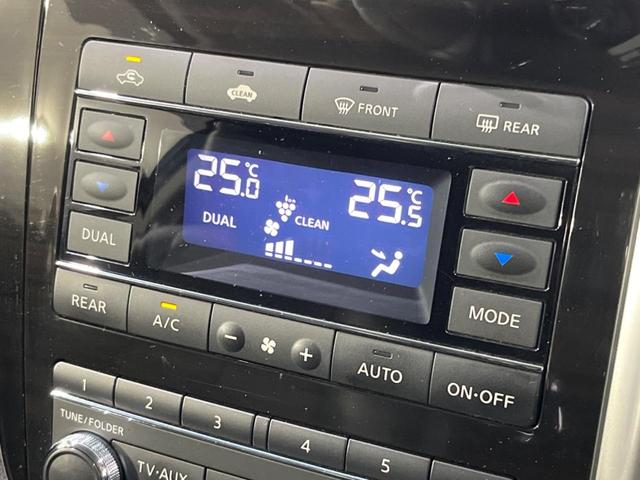 CLEAN
FRONT
REAR
25.0°C
25.5°C
DUAL
CLEAN
DUAL
MODE
REAR
A/C
AUTO
ON•OFF
1
2
3
4
5
TUNE/FOLDER
TV•AUX